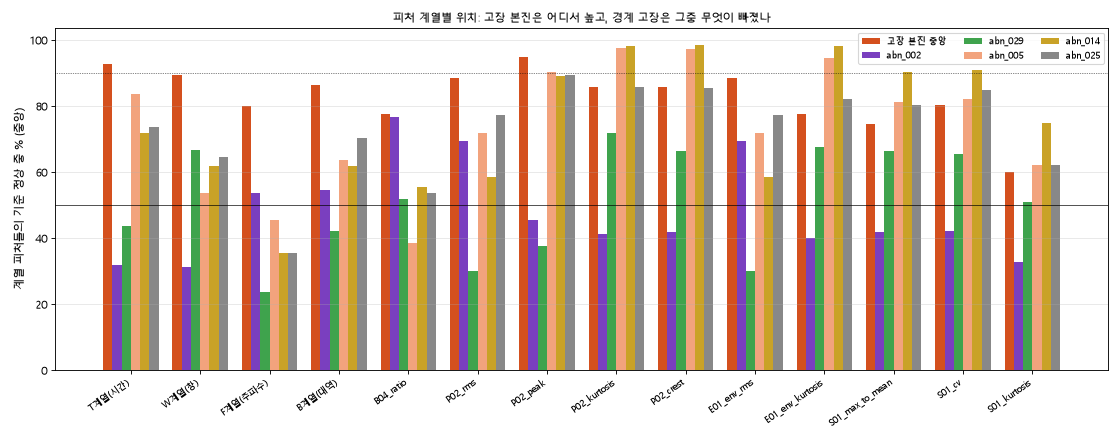 피처 계열별 위치: 고장 본진은 어디서 높고, 경계 고장은 그중 무엇이 빠졌나
계열 피처들의 기준 정상 중 % (중앙)
100
80
60
40
20
0
고장 본진 중앙
abn_002
abn_029
abn_005
abn_014
abn_025
T계열(시간)
W계열(창)
F계열(주파수)
B계열(대역)
B04_ratio
P02_rms
P02_peak
P02_kurtosis
P02_crest
E01_env_rms
E01_env_kurtosis
S01_max_to_mean
S01_cv
S01_kurtosis